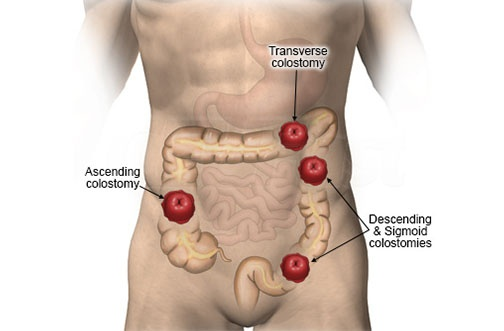 Transverse
colostomy
Ascending
colostomy
Descending
& Sigmoid
colostomies